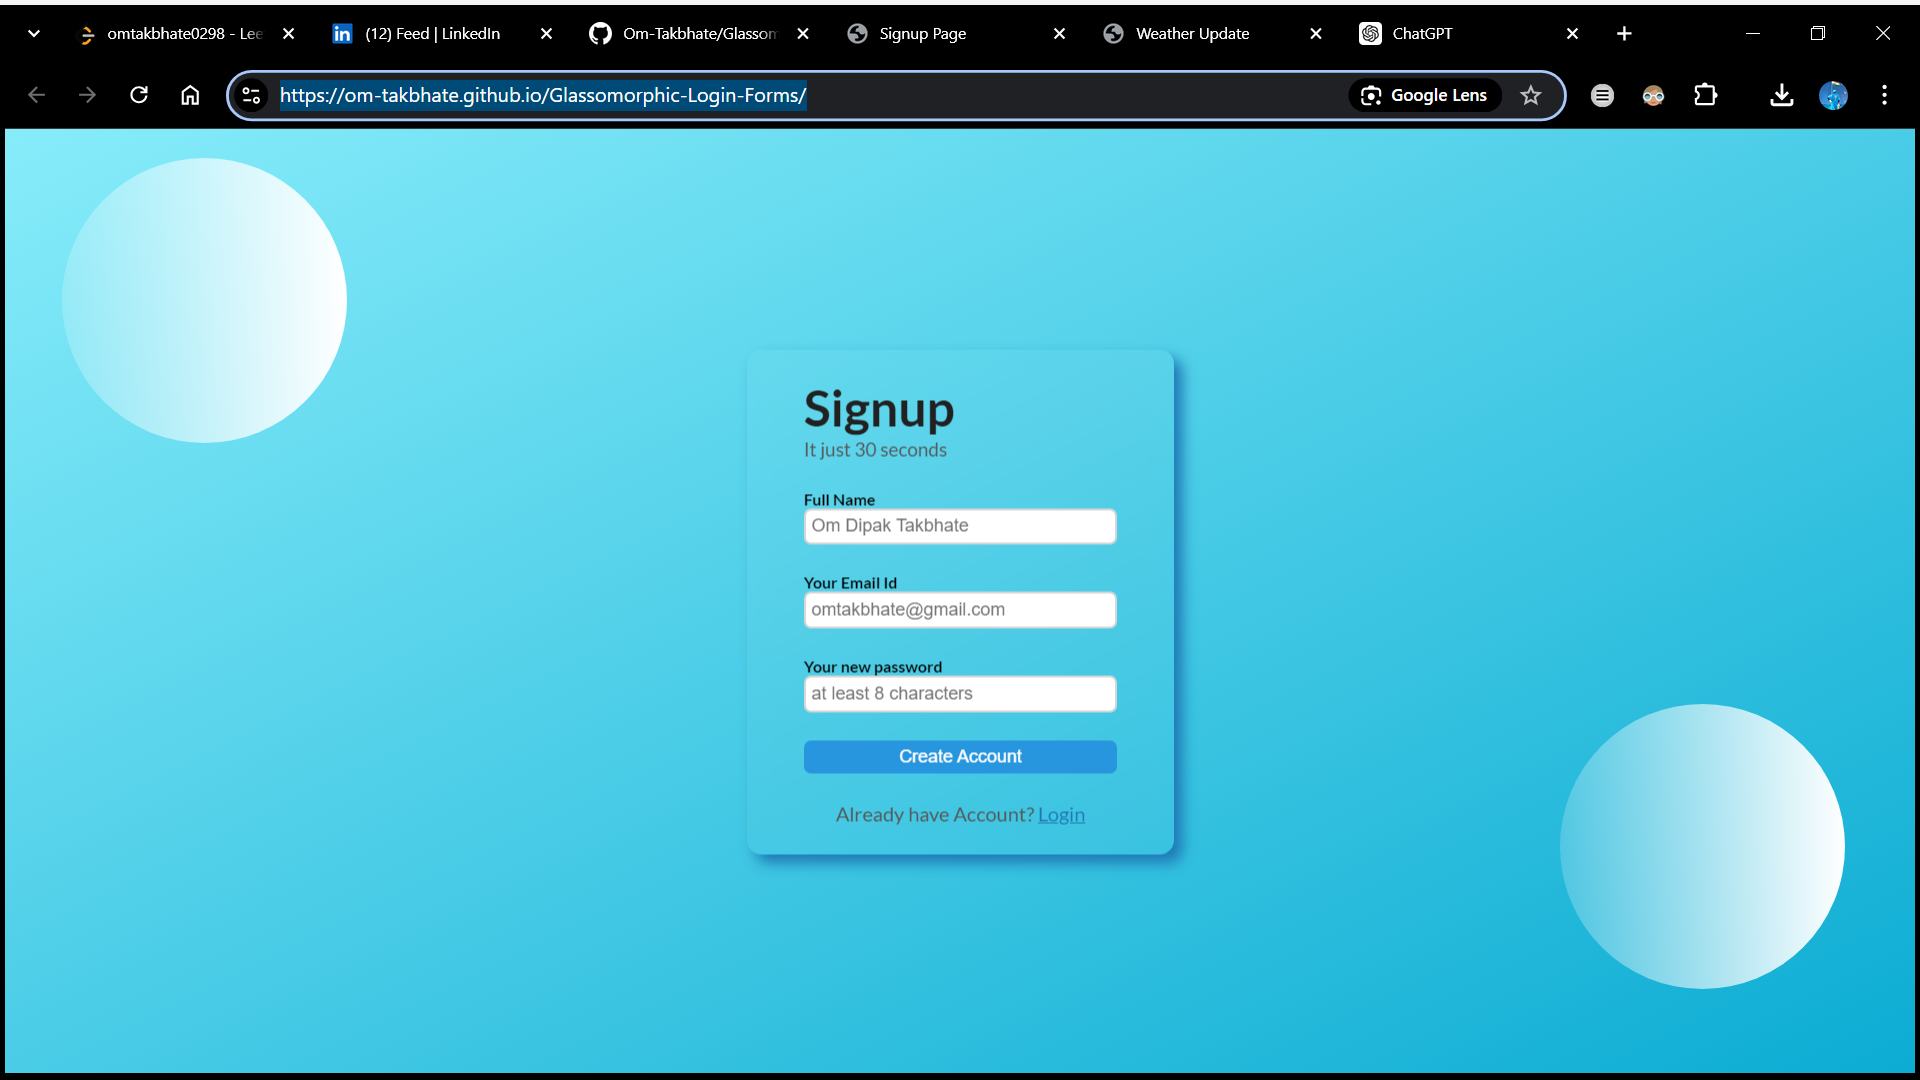 omtakbhate0298 - Lee
(12) Feed | LinkedIn
Om-Takbhate/Glassom
Signup Page
Weather Update
ChatGPT
https://om-takbhate.github.io/Glassomorphic-Login-Forms/
Google Lens
Signup
It just 30 seconds
Full Name
Om Dipak Takbhate
Your Email Id
omtakbhate@gmail.com
Your new password
at least 8 characters
Create Account
Already have Account? Login